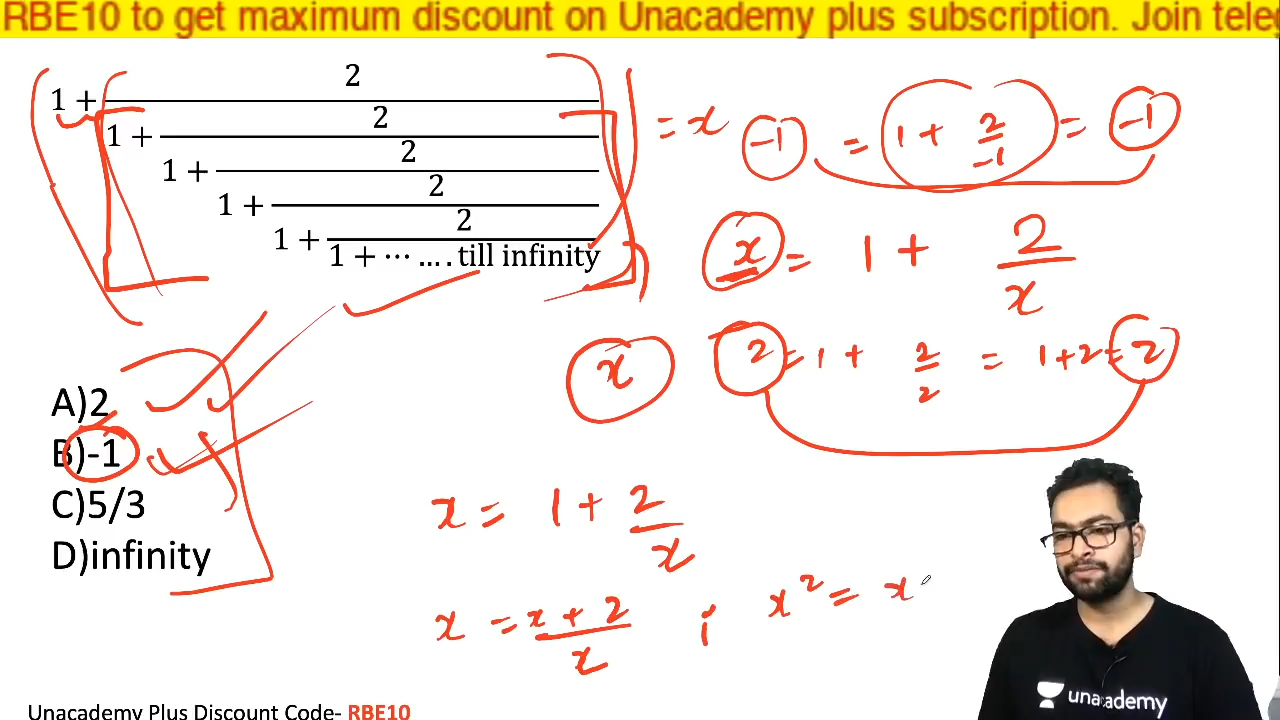 RBE10 to get maximum discount on Unacademy plus subscription. Join teleg
1 + 2
1 + 2
1 + 2
1 + 2
1 + 2
1 + ··· … . till infinity
= x
-1 = 1 + 2/-1 = -1
x = 1 + 2/x
x
2 = 1 + 2/2 = 1+2 = 2
A)2
B)-1
C)5/3
D)infinity
x = 1 + 2/x
x = x + 2/x ; x² = x
unacademy
Unacademy Plus Discount Code- RBE10